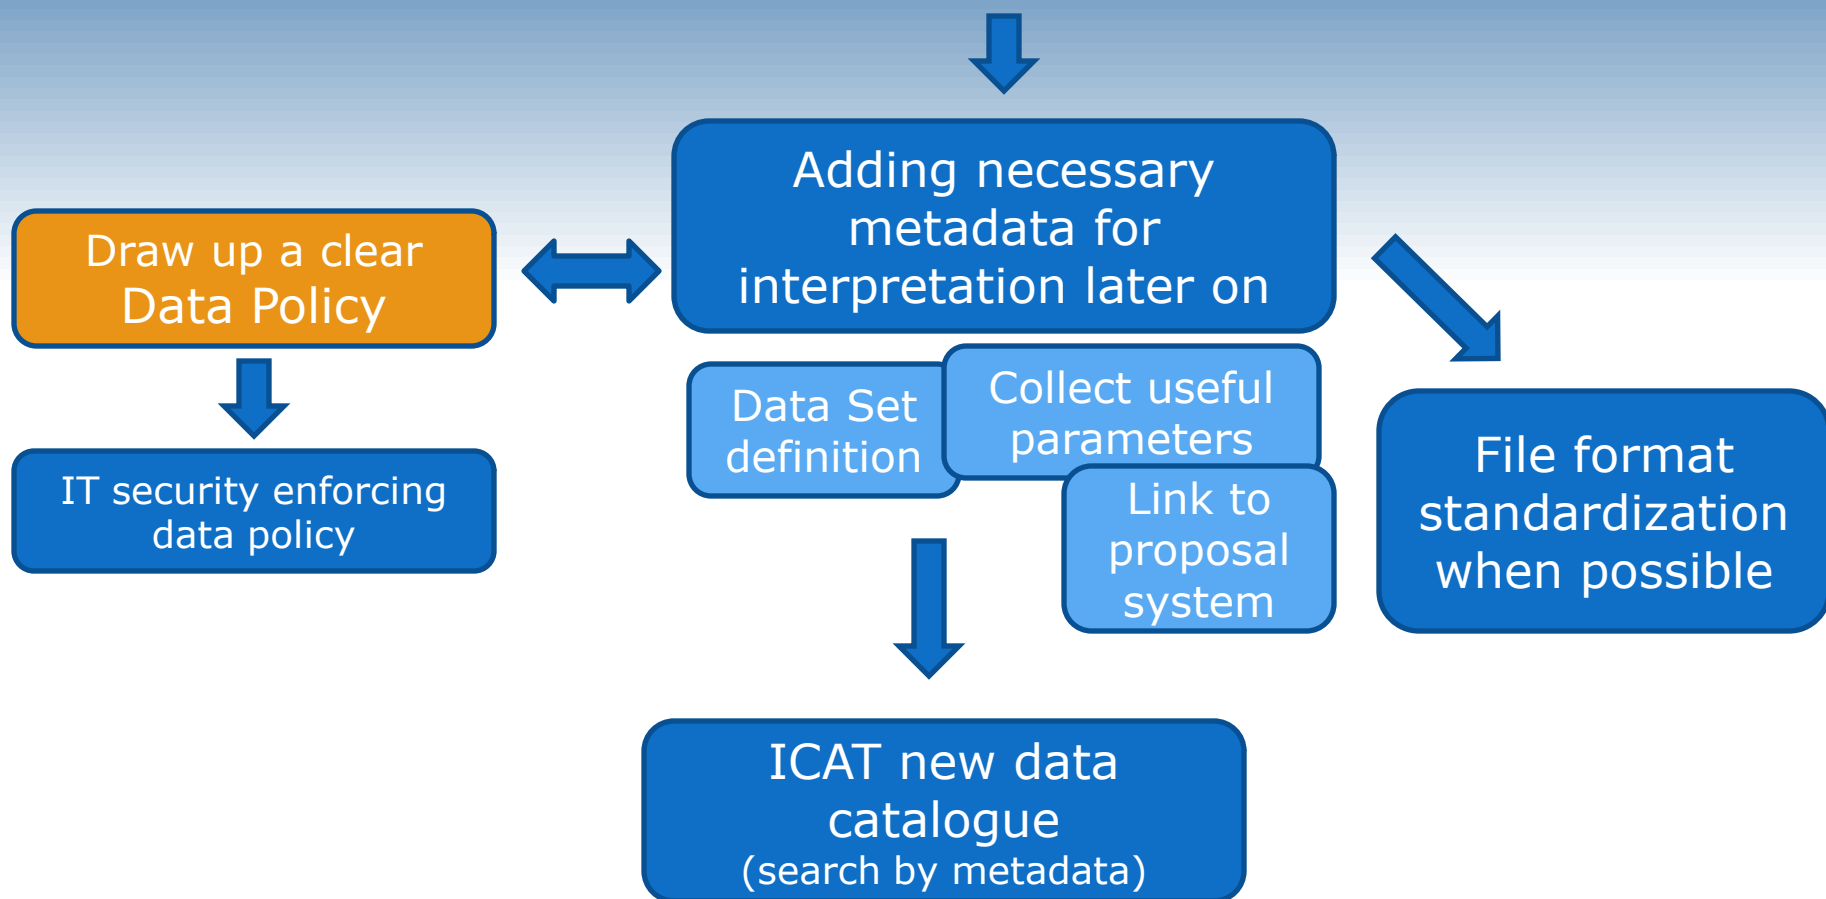 Adding necessary
metadata for
interpretation later on
Draw up a clear
Data Policy
IT security enforcing
data policy
Data Set
definition
Collect useful
parameters
Link to
proposal
system
File format
standardization
when possible
ICAT new data
catalogue
(search by metadata)